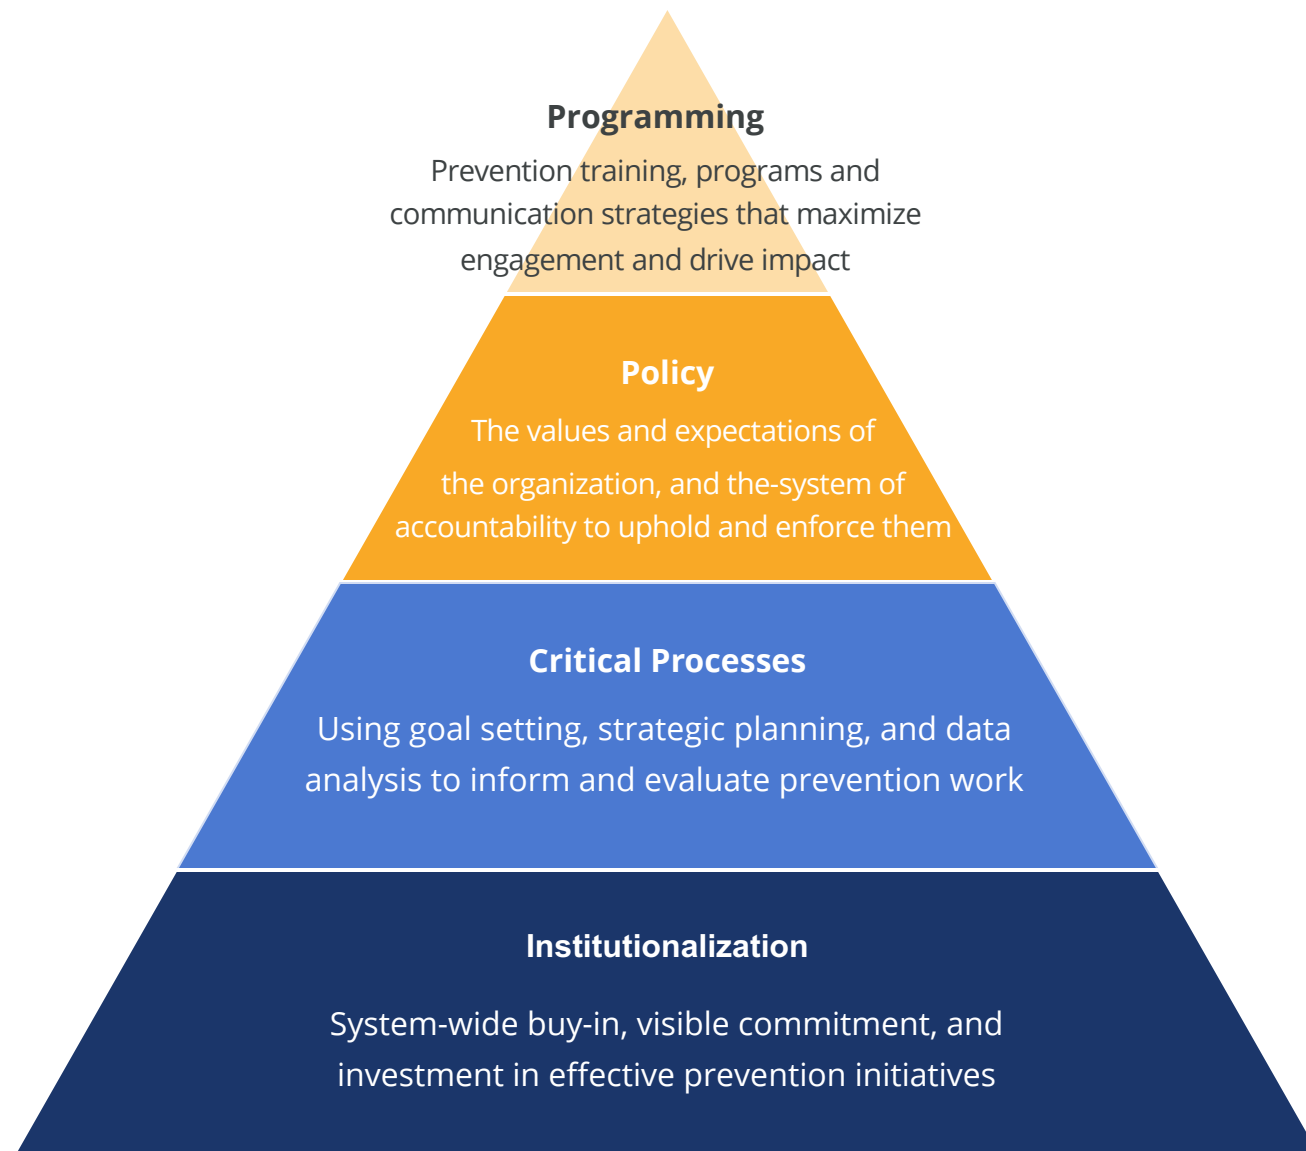 Programming
Prevention training, programs and
communication strategies that maximize
engagement and drive impact
Policy
The values and expectations of
the organization, and the-system of
accountability to uphold and enforce them
Critical Processes
Using goal setting, strategic planning, and data
analysis to inform and evaluate prevention work
Institutionalization
System-wide buy-in, visible commitment, and
investment in effective prevention initiatives